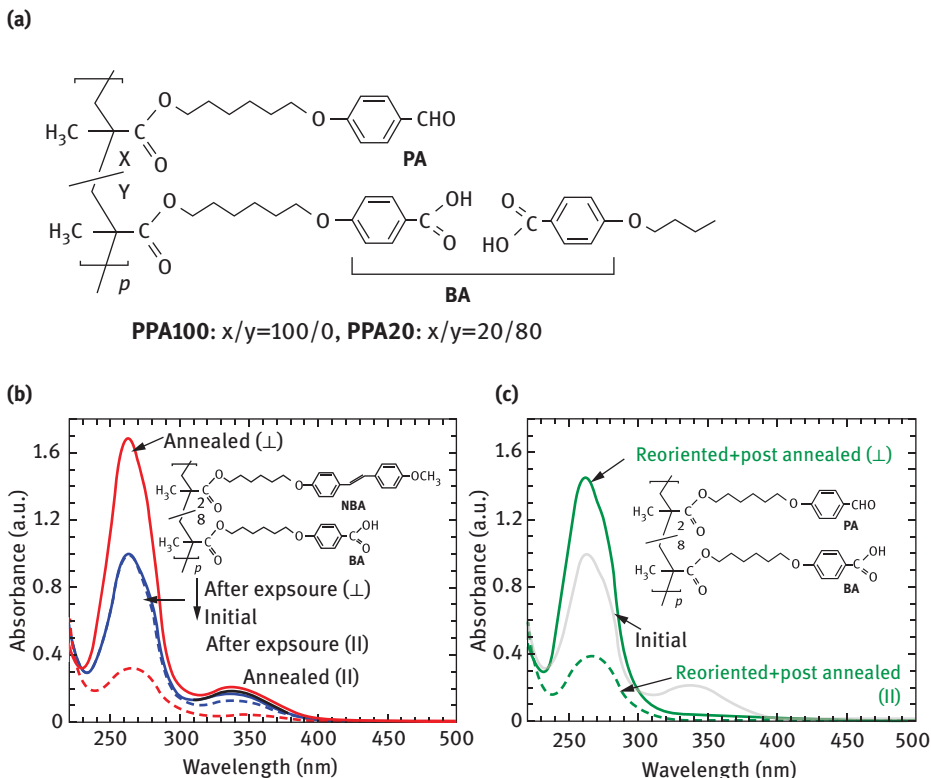 (a)
O
O
CHO
H₃C
C
O
PA
X
Y
OH
O
O
C
O
O
C
HO
O
H₃C
C
O
p
BA
PPA100: x/y=100/0, PPA20: x/y=20/80
(b)
Absorbance (a.u.)
1.6
1.2
0.8
0.4
0
250 300 350 400 450 500
Wavelength (nm)
Annealed (⊥)
O
O
OCH₃
H₃C
C
O
NBA
2
8
OH
O
O
C
O
H₃C
C
O
p
BA
After expsoure (⊥)
Initial
After expsoure (II)
Annealed (II)
(c)
Absorbance (a.u.)
1.6
1.2
0.8
0.4
0
250 300 350 400 450 500
Wavelength (nm)
Reoriented+post annealed (⊥)
O
O
CHO
H₃C
C
O
PA
2
8
OH
O
O
C
O
H₃C
C
O
p
BA
Initial
Reoriented+post annealed
(II)